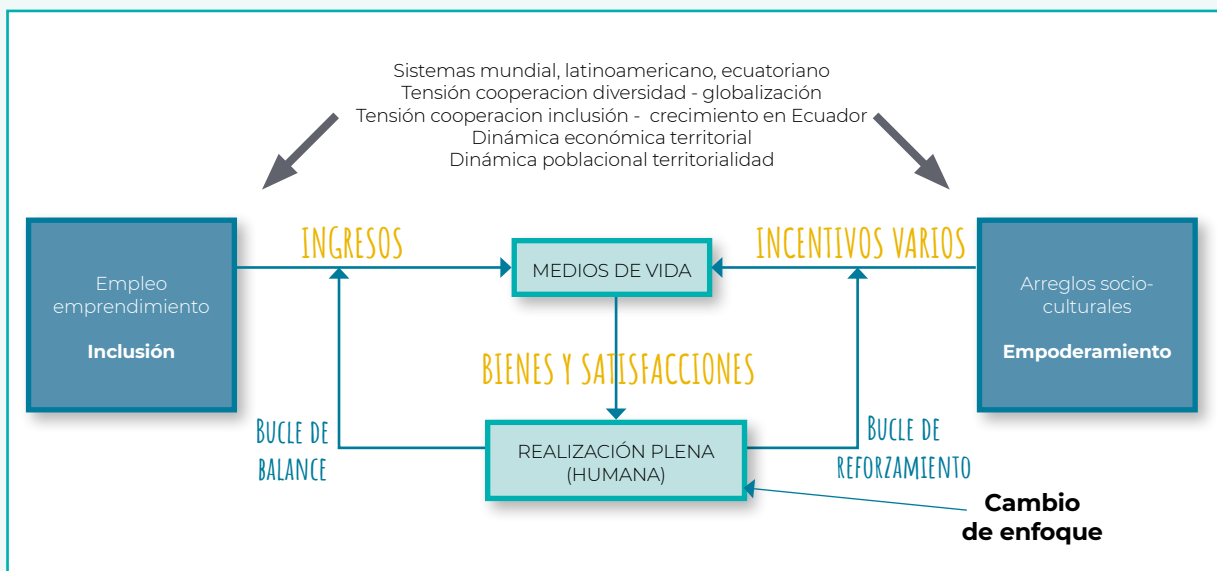 Sistemas mundial, latinoamericano, ecuatoriano
Tensión cooperacion diversidad - globalización
Tensión cooperacion inclusión - crecimiento en Ecuador
Dinámica económica territorial
Dinámica poblacional territorialidad
INGRESOS
INCENTIVOS VARIOS
Empleo
emprendimiento
Inclusión
MEDIOS DE VIDA
Arreglos socio-
culturales
Empoderamiento
BIENES Y SATISFACCIONES
BUCLE DE
BALANCE
REALIZACIÓN PLENA
(HUMANA)
BUCLE DE
REFORZAMIENTO
Cambio
de enfoque